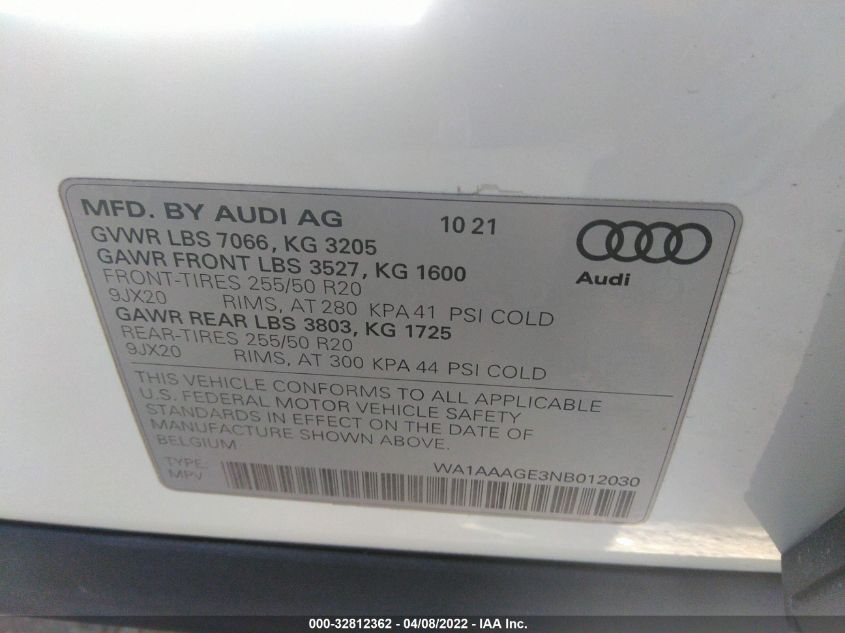 MFD. BY AUDI AG 10 21
GVWR LBS 7066, KG 3205
GAWR FRONT LBS 3527, KG 1600
FRONT-TIRES 255/50 R20
9JX20 RIMS, AT 280 KPA 41 PSI COLD
GAWR REAR LBS 3803, KG 1725
REAR-TIRES 255/50 R20
9JX20 RIMS, AT 300 KPA 44 PSI COLD
Audi
THIS VEHICLE CONFORMS TO ALL APPLICABLE
U.S. FEDERAL MOTOR VEHICLE SAFETY
STANDARDS IN EFFECT ON THE DATE OF
MANUFACTURE SHOWN ABOVE.
BELGIUM
TYPE:
MPV
WA1AAAGE3NB012030
000-32812362 - 04/08/2022 - IAA Inc.